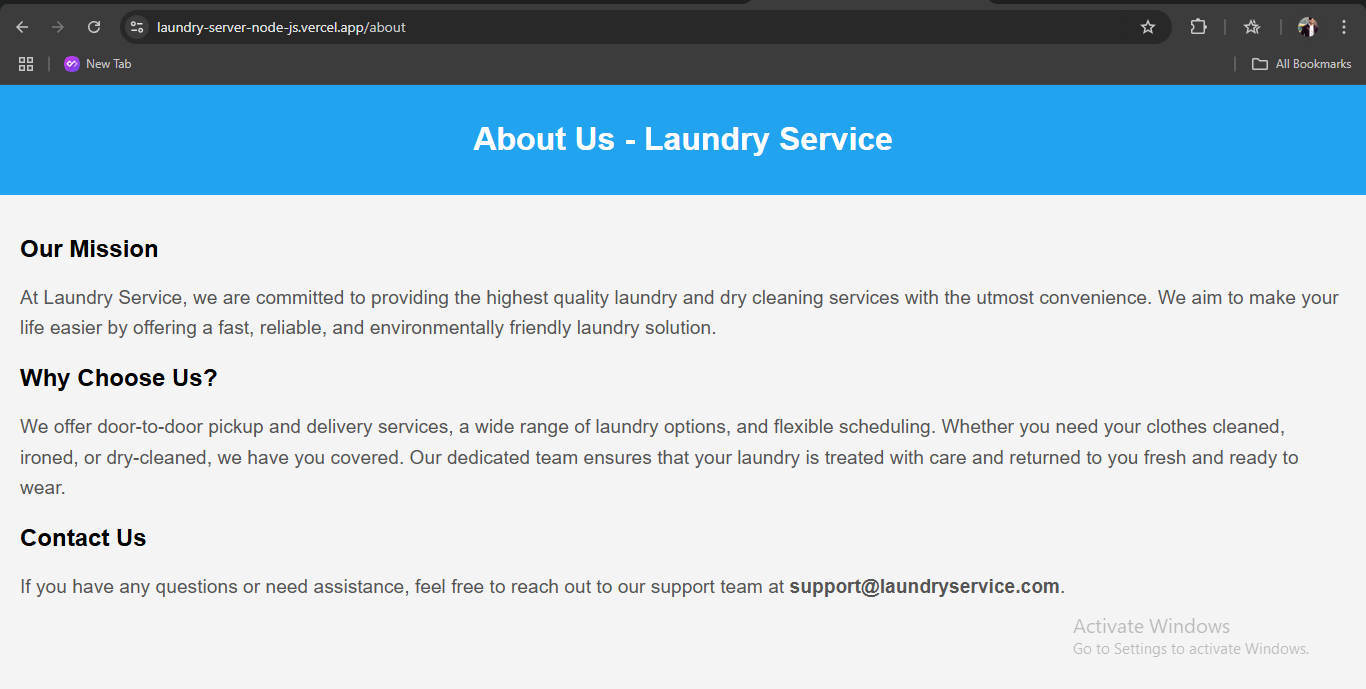 laundry-server-node-js.vercel.app/about
New Tab
All Bookmarks
About Us - Laundry Service
Our Mission
At Laundry Service, we are committed to providing the highest quality laundry and dry cleaning services with the utmost convenience. We aim to make your
life easier by offering a fast, reliable, and environmentally friendly laundry solution.
Why Choose Us?
We offer door-to-door pickup and delivery services, a wide range of laundry options, and flexible scheduling. Whether you need your clothes cleaned,
ironed, or dry-cleaned, we have you covered. Our dedicated team ensures that your laundry is treated with care and returned to you fresh and ready to
wear.
Contact Us
If you have any questions or need assistance, feel free to reach out to our support team at support@laundryservice.com.
Activate Windows
Go to Settings to activate Windows.